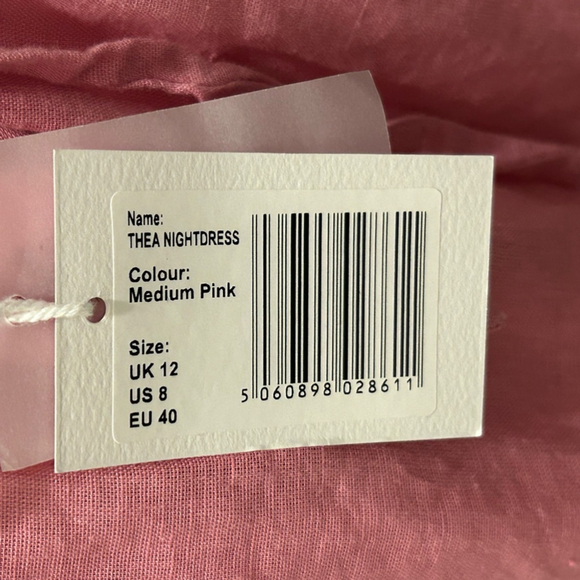 Name:
THEA NIGHTDRESS
Colour:
Medium Pink
Size:
UK 12
US 8
EU 40
5 060898 028611